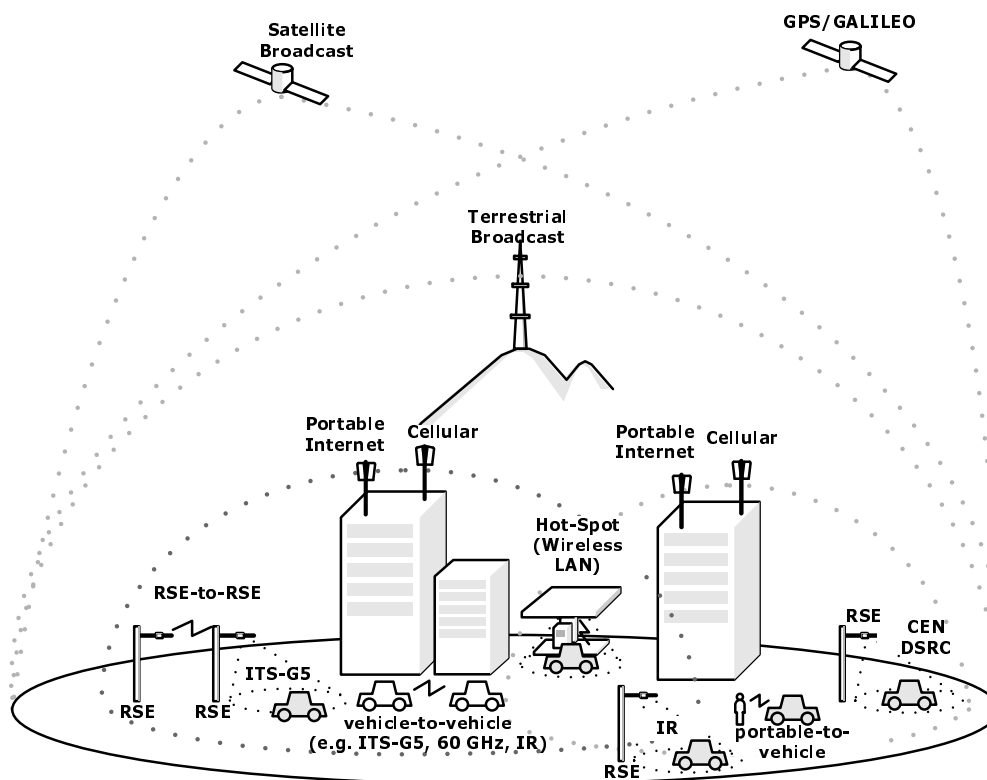 Satellite
Broadcast
GPS/GALILEO
Terrestrial
Broadcast
Portable
Internet
Cellular
Portable
Internet
Cellular
Hot-Spot
(Wireless
LAN)
RSE-to-RSE
RSE
CEN
DSRC
ITS-G5
RSE
RSE
vehicle-to-vehicle
(e.g. ITS-G5, 60 GHz, IR)
IR
portable-to-
vehicle
RSE